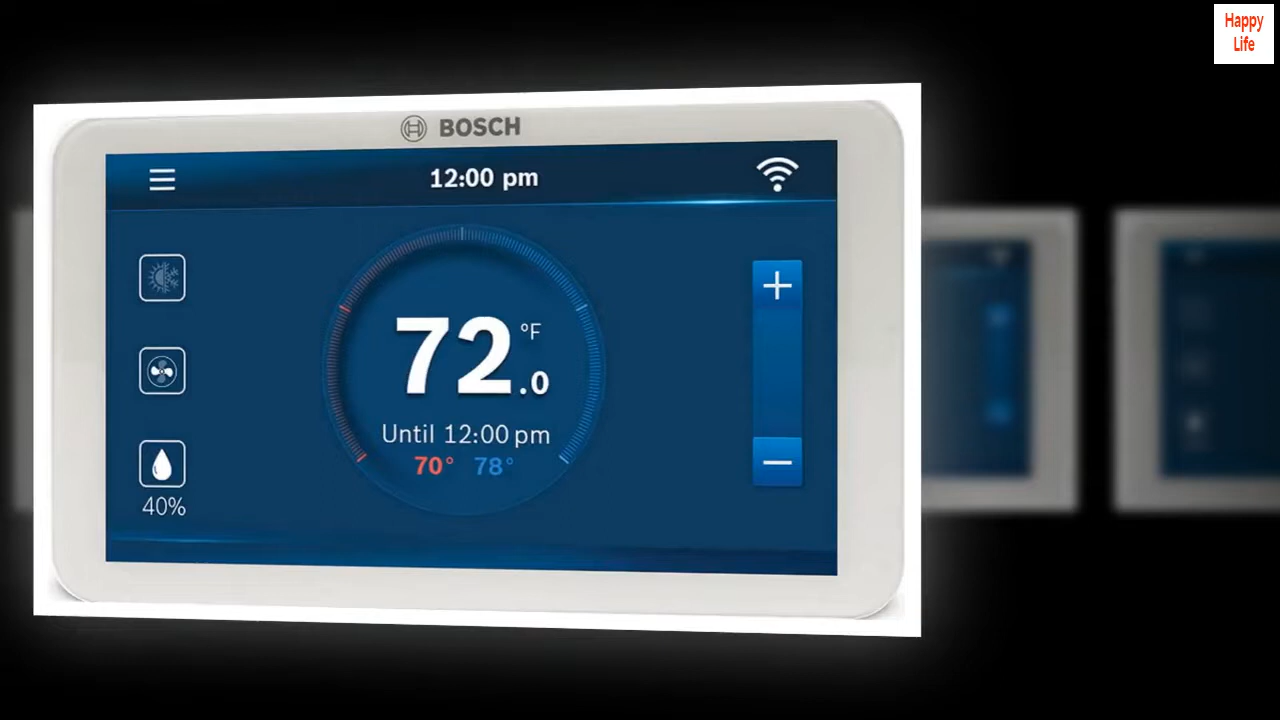 Happy
Life
BOSCH
12:00 pm
72.0 °F
Until 12:00 pm
70° 78°
40%